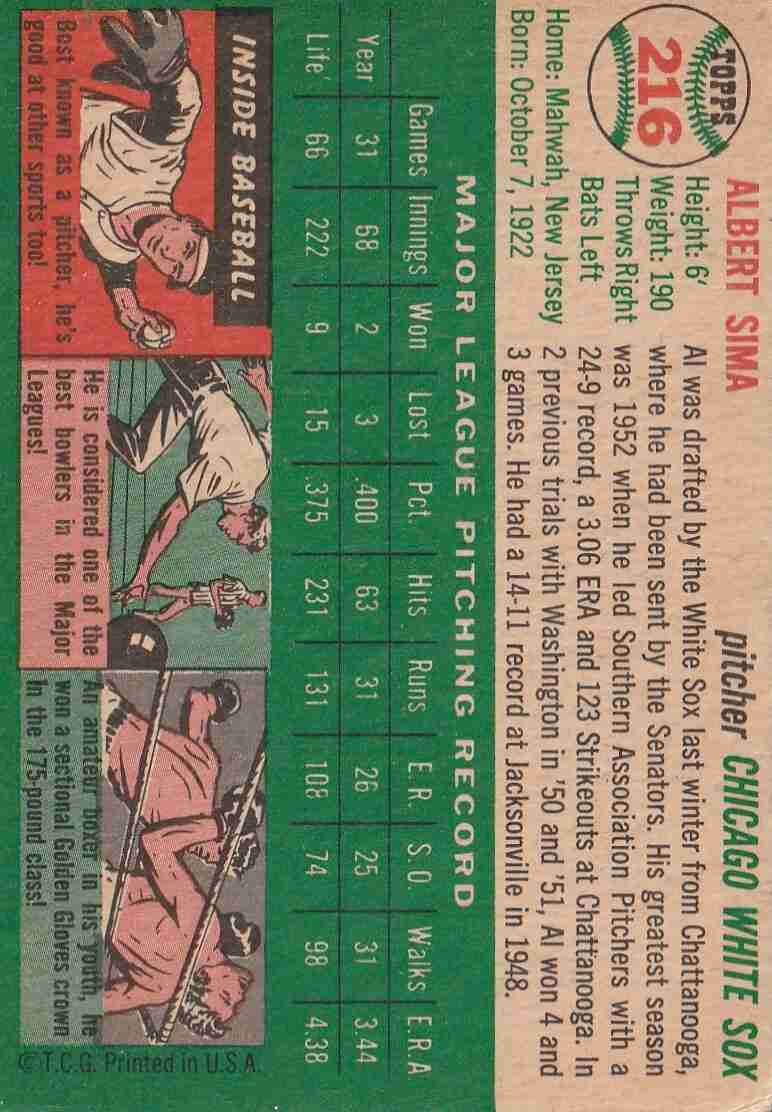 TOPPS
216
ALBERT SIMA
pitcher CHICAGO WHITE SOX
Height: 6'
Weight: 190
Throws Right
Bats Left
Home: Mahwah, New Jersey
Born: October 7, 1922
Al was drafted by the White Sox last winter from Chattanooga,
where he had been sent by the Senators. His greatest season
was 1952 when he led Southern Association Pitchers with a
24-9 record, a 3.06 ERA and 123 Strikeouts at Chattanooga. In
2 previous trials with Washington in '50 and '51, Al won 4 and
3 games. He had a 14-11 record at Jacksonville in 1948.
MAJOR LEAGUE PITCHING RECORD
Games Innings Won Lost Pct. Hits Runs E.R. S.O. Walks E.R.A
Year 31 68 2 3 .400 63 31 26 25 31 3.44
Life 66 222 9 15 .375 231 131 108 74 98 4.38
INSIDE BASEBALL
Best known as a pitcher, he's
good at other sports too!
He is considered one of the
best bowlers in the Major
Leagues!
An amateur boxer in his youth, he
won a sectional Golden Gloves crown
in the 175-pound class!
© T.C.G. Printed in U.S.A.